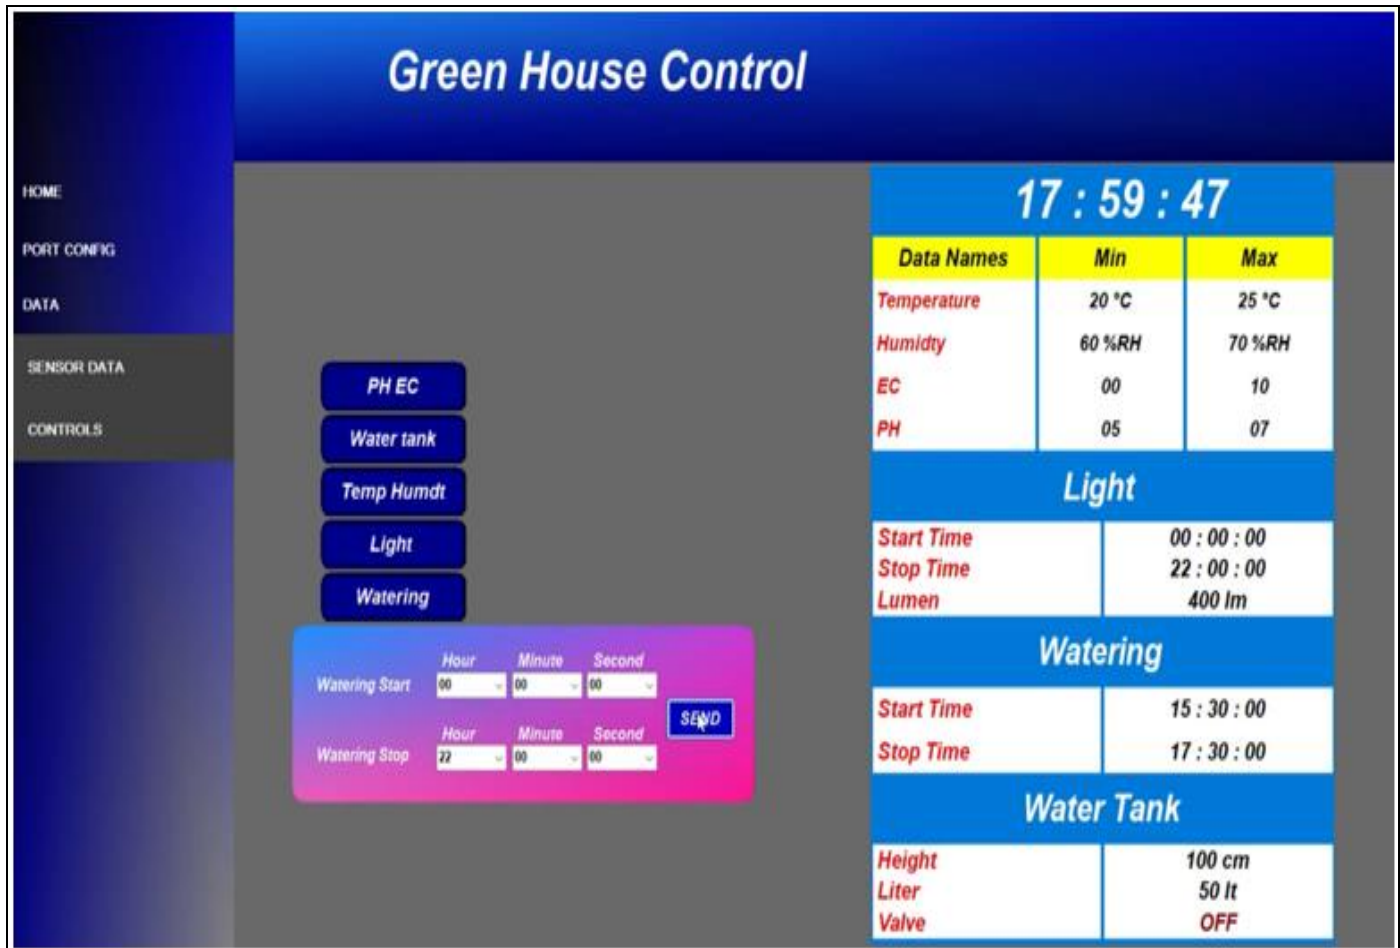 Green House Control
HOME
PORT CONFIG
DATA
SENSOR DATA
CONTROLS
PH EC
Water tank
Temp Humdt
Light
Watering
Hour Minute Second
Watering Start 00 00 00
SEND
Hour Minute Second
Watering Stop 22 00 00
17 : 59 : 47
Data Names Min Max
Temperature 20 °C 25 °C
Humidty 60 %RH 70 %RH
EC 00 10
PH 05 07
Light
Start Time 00 : 00 : 00
Stop Time 22 : 00 : 00
Lumen 400 lm
Watering
Start Time 15 : 30 : 00
Stop Time 17 : 30 : 00
Water Tank
Height 100 cm
Liter 50 lt
Valve OFF